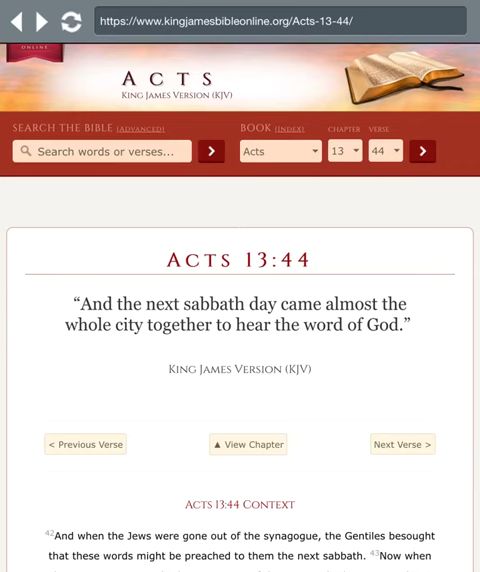 https://www.kingjamesbibleonline.org/Acts-13-44/
ONLINE
Acts
King James Version (KJV)
Search the Bible [Advanced] Book [Index] Chapter Verse
Search words or verses... > Acts 13 44 >
Acts 13:44
“And the next sabbath day came almost the
whole city together to hear the word of God.”
King James Version (KJV)
< Previous Verse ▲ View Chapter Next Verse >
Acts 13:44 Context
42And when the Jews were gone out of the synagogue, the Gentiles besought
that these words might be preached to them the next sabbath. 43Now when